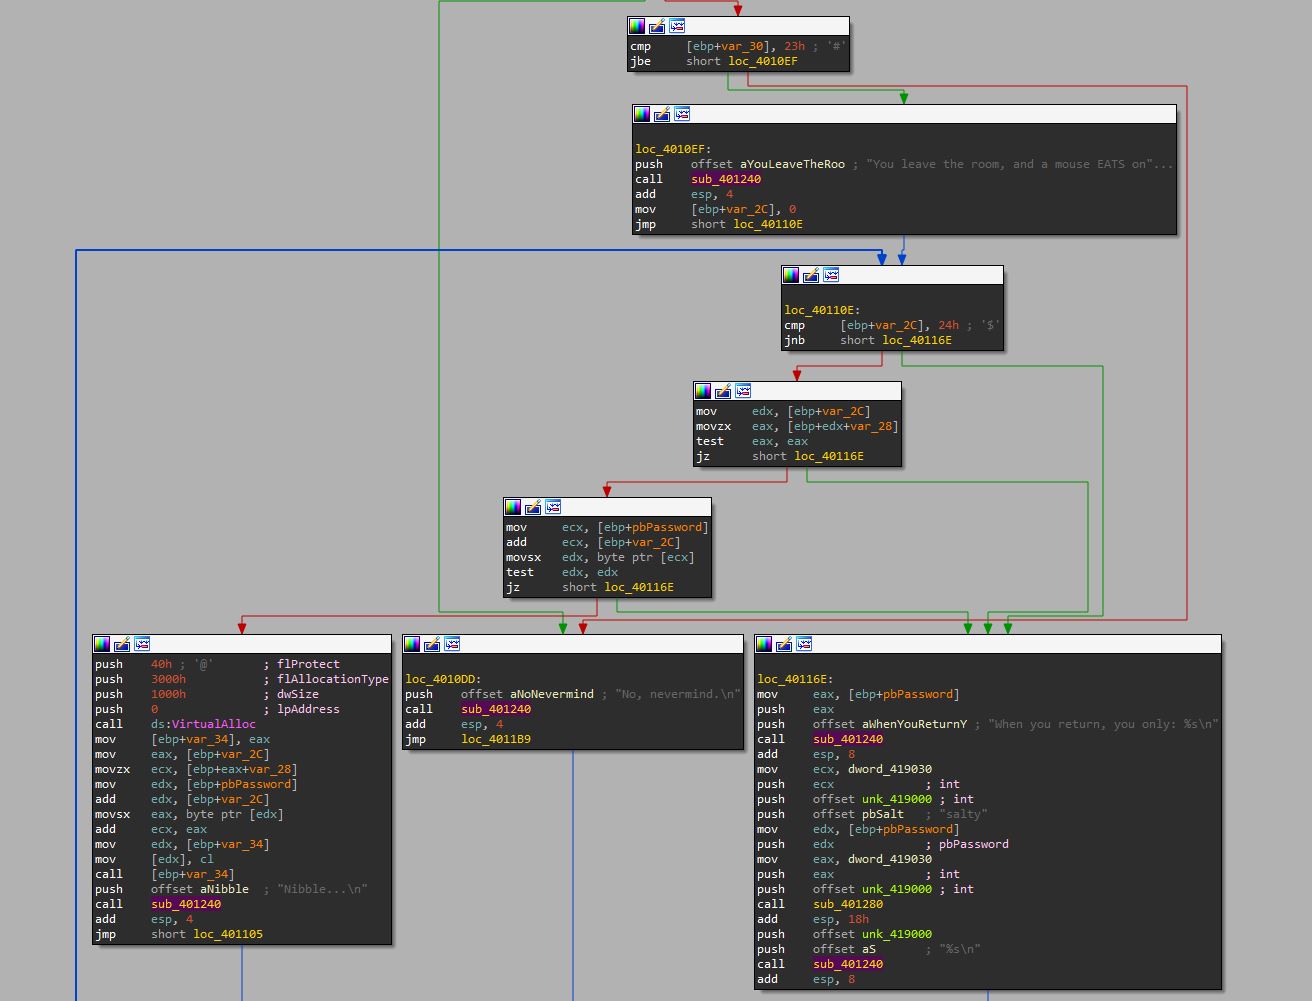 cmp [ebp+var_30], 23h ; '#'
jbe short loc_4010EF
loc_4010EF:
push offset aYouLeaveTheRoo ; "You leave the room, and a mouse EATS on"...
call sub_401240
add esp, 4
mov [ebp+var_2C], 0
jmp short loc_40110E
loc_40110E:
cmp [ebp+var_2C], 24h ; '$'
jnb short loc_40116E
mov edx, [ebp+var_2C]
movzx eax, [ebp+edx+var_28]
test eax, eax
jz short loc_40116E
mov ecx, [ebp+pbPassword]
add ecx, [ebp+var_2C]
movsx edx, byte ptr [ecx]
test edx, edx
jz short loc_40116E
push 40h ; '@' ; flProtect
push 3000h ; flAllocationType
push 1000h ; dwSize
push 0 ; lpAddress
call ds:VirtualAlloc
mov [ebp+var_34], eax
mov eax, [ebp+var_2C]
movzx ecx, [ebp+eax+var_28]
mov edx, [ebp+pbPassword]
add edx, [ebp+var_2C]
movsx eax, byte ptr [edx]
add ecx, eax
mov edx, [ebp+var_34]
mov [edx], cl
call [ebp+var_34]
push offset aNibble ; "Nibble...\n"
call sub_401240
add esp, 4
jmp short loc_401105
loc_4010DD:
push offset aNoNevermind ; "No, nevermind.\n"
call sub_401240
add esp, 4
jmp loc_4011B9
loc_40116E:
mov eax, [ebp+pbPassword]
push eax
push offset aWhenYouReturnY ; "When you return, you only: %s\n"
call sub_401240
add esp, 8
mov ecx, dword_419030
push ecx ; int
push offset unk_419000 ; int
push offset pbSalt ; "salty"
mov edx, [ebp+pbPassword]
push edx ; pbPassword
mov eax, dword_419030
push eax ; int
push offset unk_419000 ; int
call sub_401280
add esp, 18h
push offset unk_419000
push offset aS ; "%s\n"
call sub_401240
add esp, 8